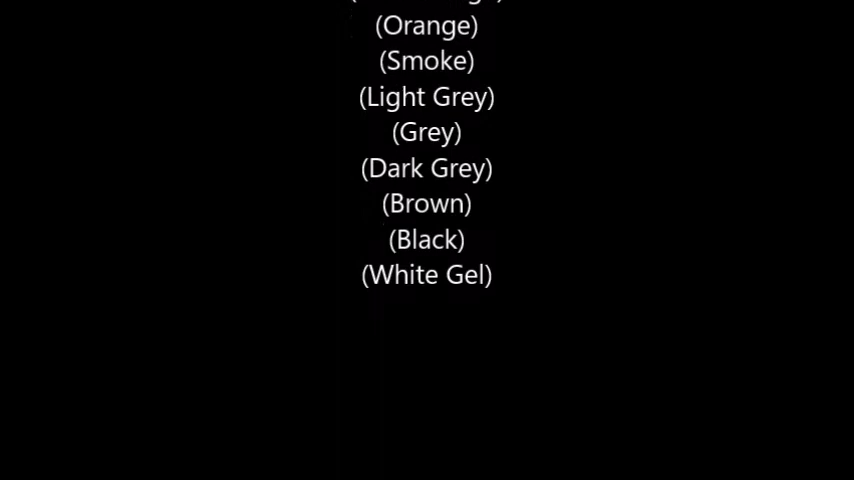 (Orange)
(Smoke)
(Light Grey)
(Grey)
(Dark Grey)
(Brown)
(Black)
(White Gel)